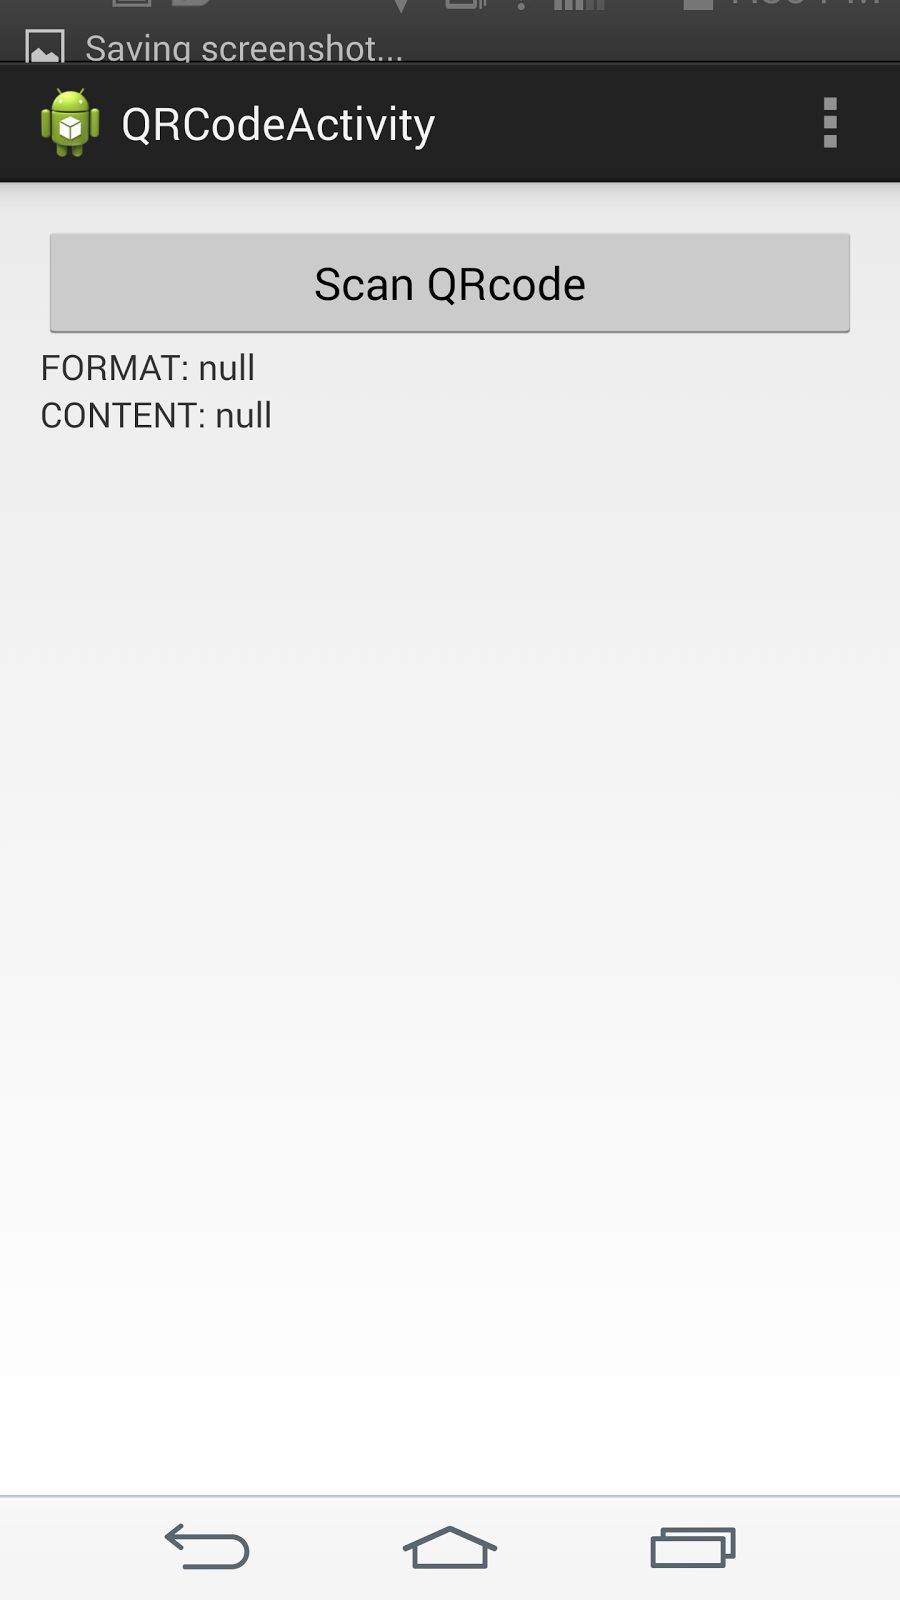 Saving screenshot...
QRCodeActivity
Scan QRcode
FORMAT: null
CONTENT: null